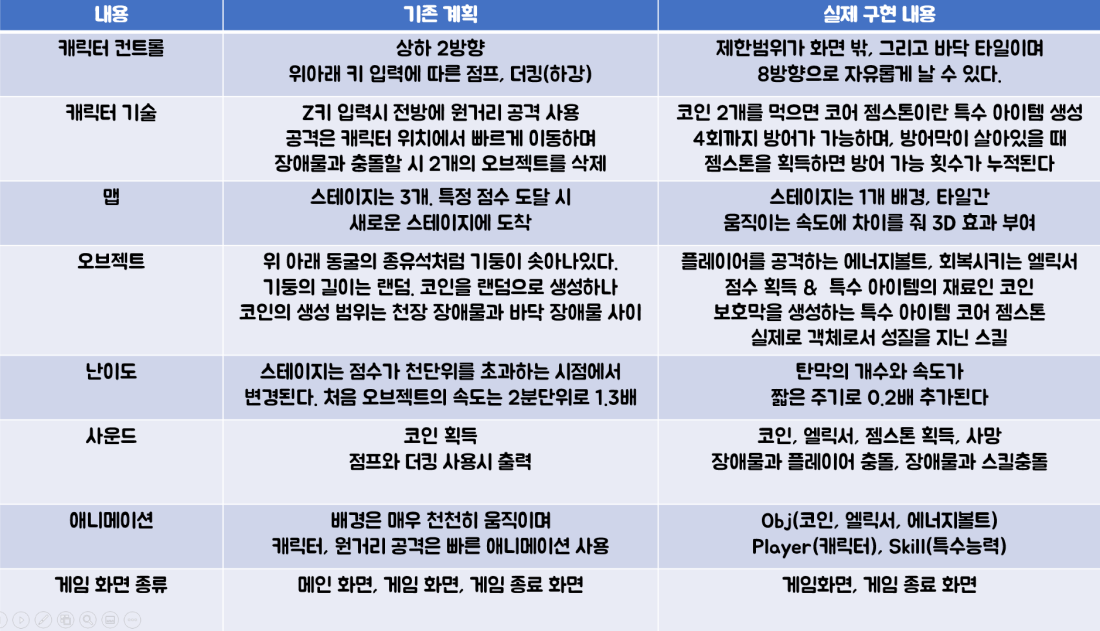 내용
기존 계획
실제 구현 내용
캐릭터 컨트롤
상하 2방향
위아래 키 입력에 따른 점프, 더킹(하강)
제한범위가 화면 밖, 그리고 바닥 타일이며
8방향으로 자유롭게 날 수 있다.
캐릭터 기술
Z키 입력시 전방에 원거리 공격 사용
공격은 캐릭터 위치에서 빠르게 이동하며
장애물과 충돌할 시 2개의 오브젝트를 삭제
코인 2개를 먹으면 코어 젬스톤이란 특수 아이템 생성
4회까지 방어가 가능하며, 방어막이 살아있을 때
젬스톤을 획득하면 방어 가능 횟수가 누적된다
맵
스테이지는 3개. 특정 점수 도달 시
새로운 스테이지에 도착
스테이지는 1개 배경, 타일간
움직이는 속도에 차이를 줘 3D 효과 부여
오브젝트
위 아래 동굴의 종유석처럼 기둥이 솟아나있다.
기둥의 길이는 랜덤. 코인을 랜덤으로 생성하나
코인의 생성 범위는 천장 장애물과 바닥 장애물 사이
플레이어를 공격하는 에너지볼트, 회복시키는 엘릭서
점수 획득 & 특수 아이템의 재료인 코인
보호막을 생성하는 특수 아이템 코어 젬스톤
실제로 객체로서 성질을 지닌 스킬
난이도
스테이지는 점수가 천단위를 초과하는 시점에서
변경된다. 처음 오브젝트의 속도는 2분단위로 1.3배
탄막의 개수와 속도가
짧은 주기로 0.2배 추가된다
사운드
코인 획득
점프와 더킹 사용시 출력
코인, 엘릭서, 젬스톤 획득, 사망
장애물과 플레이어 충돌, 장애물과 스킬충돌
애니메이션
배경은 매우 천천히 움직이며
캐릭터, 원거리 공격은 빠른 애니메이션 사용
Obj(코인, 엘릭서, 에너지볼트)
Player(캐릭터), Skill(특수능력)
게임 화면 종류
메인 화면, 게임 화면, 게임 종료 화면
게임화면, 게임 종료 화면